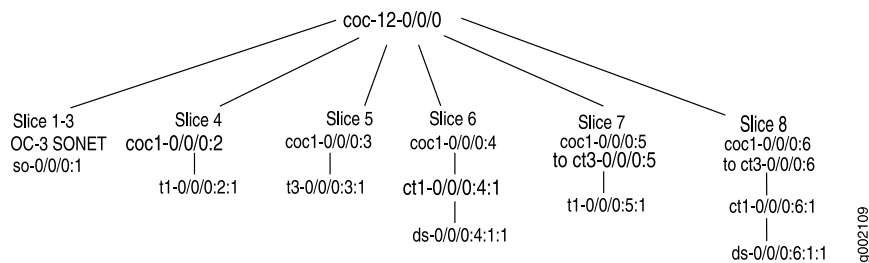 coc-12-0/0/0
Slice 1-3
OC-3 SONET
so-0/0/0:1
Slice 4
coc1-0/0/0:2
t1-0/0/0:2:1
Slice 5
coc1-0/0/0:3
t3-0/0/0:3:1
Slice 6
coc1-0/0/0:4
ct1-0/0/0:4:1
ds-0/0/0:4:1:1
Slice 7
coc1-0/0/0:5
to ct3-0/0/0:5
t1-0/0/0:5:1
Slice 8
coc1-0/0/0:6
to ct3-0/0/0:6
ct1-0/0/0:6:1
ds-0/0/0:6:1:1
g002109